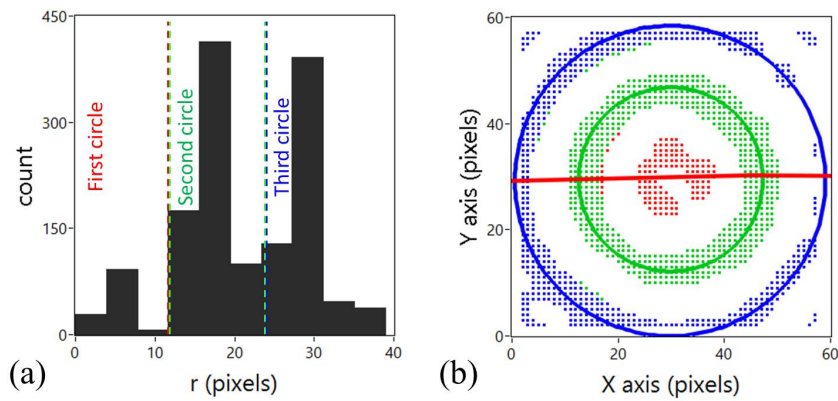 450
300
150
0
count
First circle
Second circle
Third circle
0
10
20
30
40
r (pixels)
(a)
60
40
20
0
Y axis (pixels)
0
20
40
60
X axis (pixels)
(b)